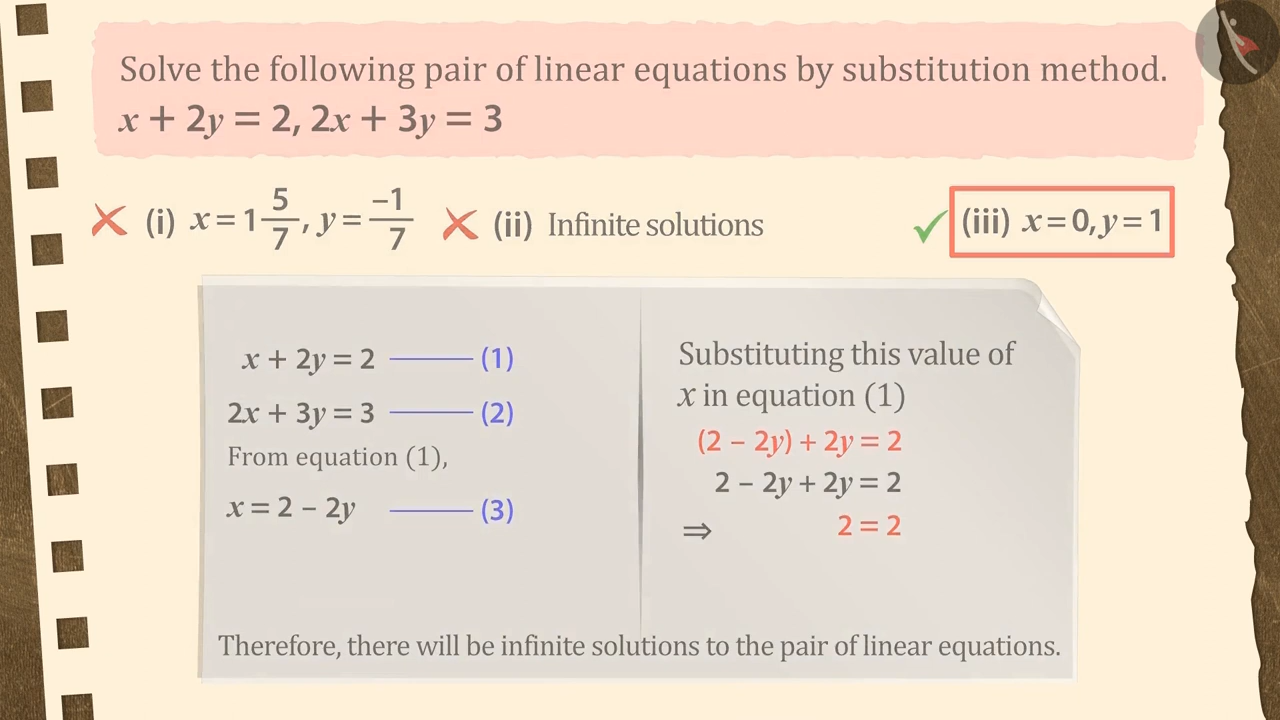 Solve the following pair of linear equations by substitution method.
x + 2y = 2, 2x + 3y = 3
(i) x = 1 5/7, y = −1/7 (ii) Infinite solutions (iii) x = 0, y = 1
x + 2y = 2 (1)
2x + 3y = 3 (2)
From equation (1),
x = 2 − 2y (3)
Substituting this value of
x in equation (1)
(2 − 2y) + 2y = 2
2 − 2y + 2y = 2
⇒ 2 = 2
Therefore, there will be infinite solutions to the pair of linear equations.